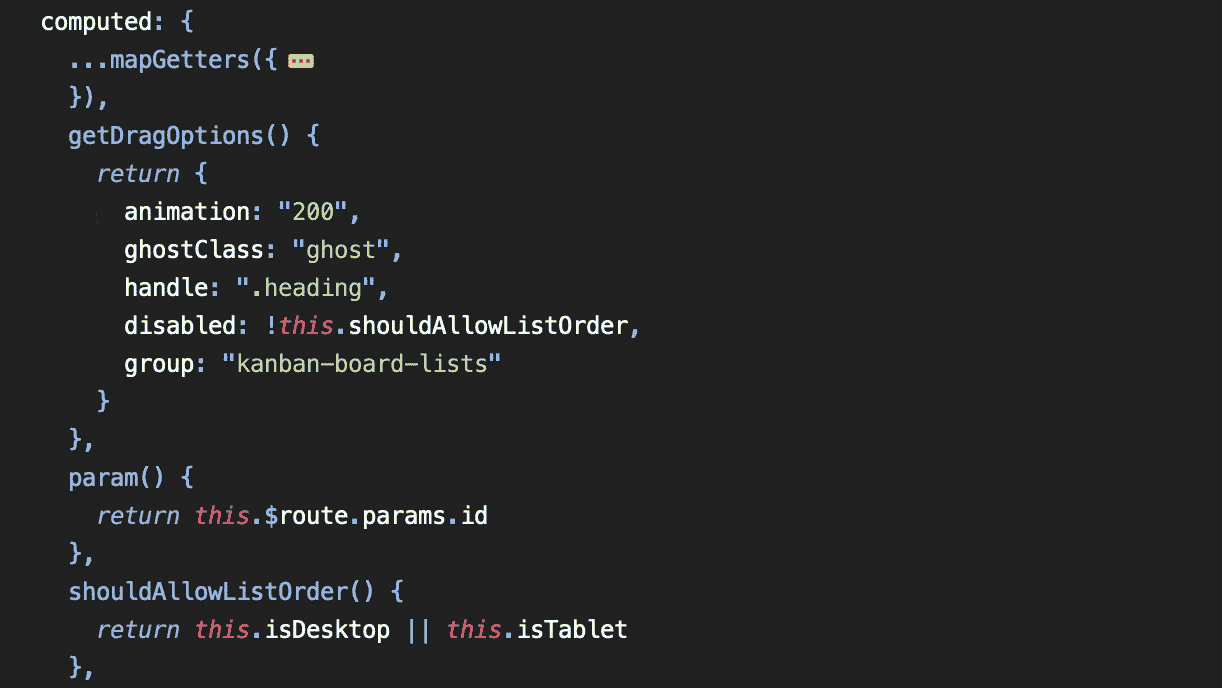 computed: {
  ...mapGetters({ ...
  }),
  getDragOptions() {
    return {
      animation: "200",
      ghostClass: "ghost",
      handle: ".heading",
      disabled: !this.shouldAllowListOrder,
      group: "kanban-board-lists"
    }
  },
  param() {
    return this.$route.params.id
  },
  shouldAllowListOrder() {
    return this.isDesktop || this.isTablet
  },